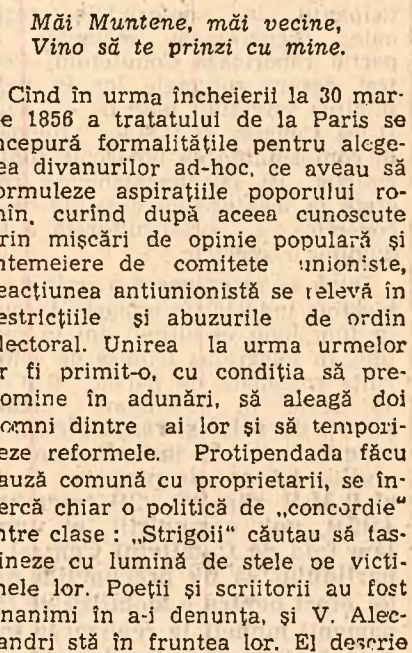 Măi Muntene, măi vecine,
Vino să te prinzi cu mine.
Cînd în urma încheierii la 30 mar-
e 1856 a tratatului de la Paris se
ncepură formalitățile pentru alege-
ea divanurilor ad-hoc, ce aveau să
ormuleze aspirațiile poporului ro-
nîn, curînd după aceea cunoscute
rin mișcări de opinie populară și
ntemeiere de comitete unioniste,
eacțiunea antiunionistă se relevă în
estricțiile și abuzurile de ordin
lectoral. Unirea la urma urmelor
r fi primit-o, cu condiția să pre-
omine în adunări, să aleagă doi
omni dintre ai lor și să tempori-
eze reformele. Protipendada făcu
auză comună cu proprietarii, se în-
ercă chiar o politică de „concordie"
ntre clase : „Strigoii" căutau să fas-
ineze cu lumină de stele pe victi-
nele lor. Poeții și scriitorii au fost
nanimi în a-i denunța, și V. Alec-
andri stă în fruntea lor. El descrie